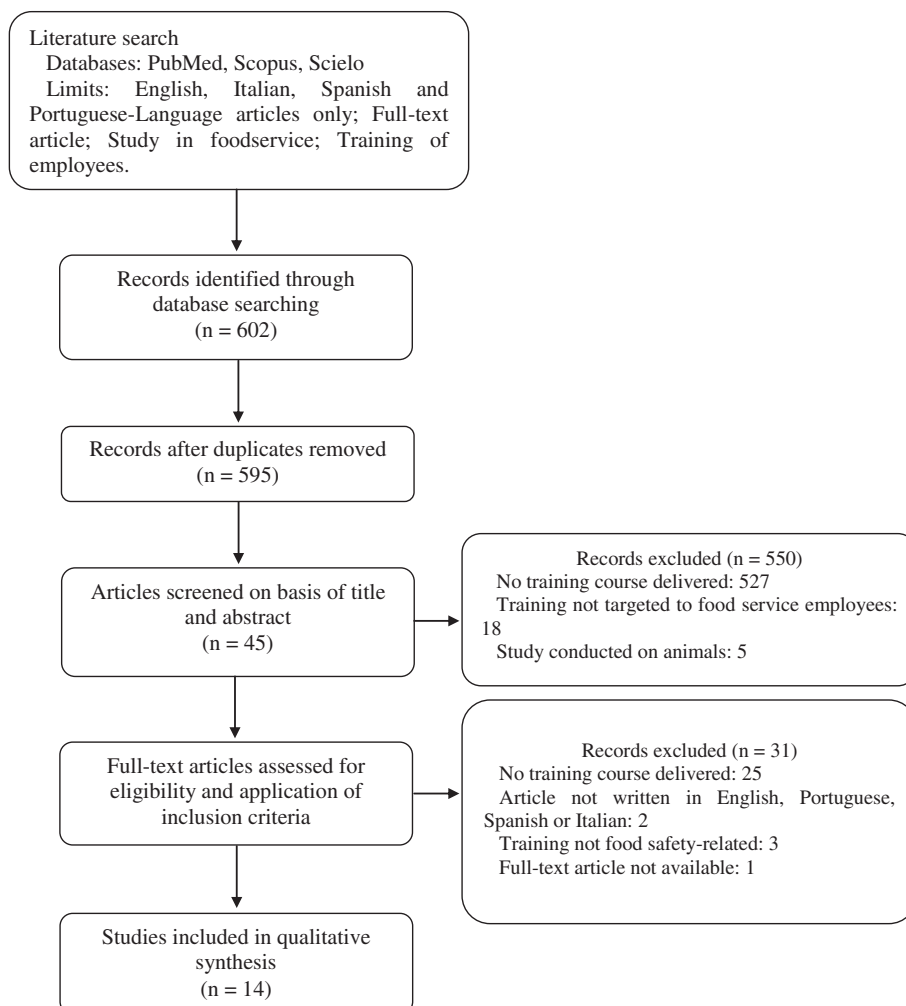 Literature search
Databases: PubMed, Scopus, Scielo
Limits: English, Italian, Spanish and
Portuguese-Language articles only; Full-text
article; Study in foodservice; Training of
employees.
Records identified through
database searching
(n = 602)
Records after duplicates removed
(n = 595)
Articles screened on basis of title
and abstract
(n = 45)
Records excluded (n = 550)
No training course delivered: 527
Training not targeted to food service employees:
18
Study conducted on animals: 5
Full-text articles assessed for
eligibility and application of
inclusion criteria
Records excluded (n = 31)
No training course delivered: 25
Article not written in English, Portuguese,
Spanish or Italian: 2
Training not food safety-related: 3
Full-text article not available: 1
Studies included in qualitative
synthesis
(n = 14)